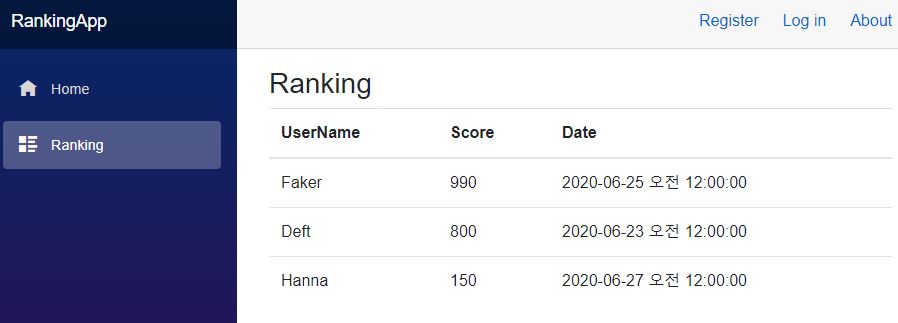 RankingApp
Register Log in About
Home
Ranking
Ranking
UserName Score Date
Faker 990 2020-06-25 오전 12:00:00
Deft 800 2020-06-23 오전 12:00:00
Hanna 150 2020-06-27 오전 12:00:00